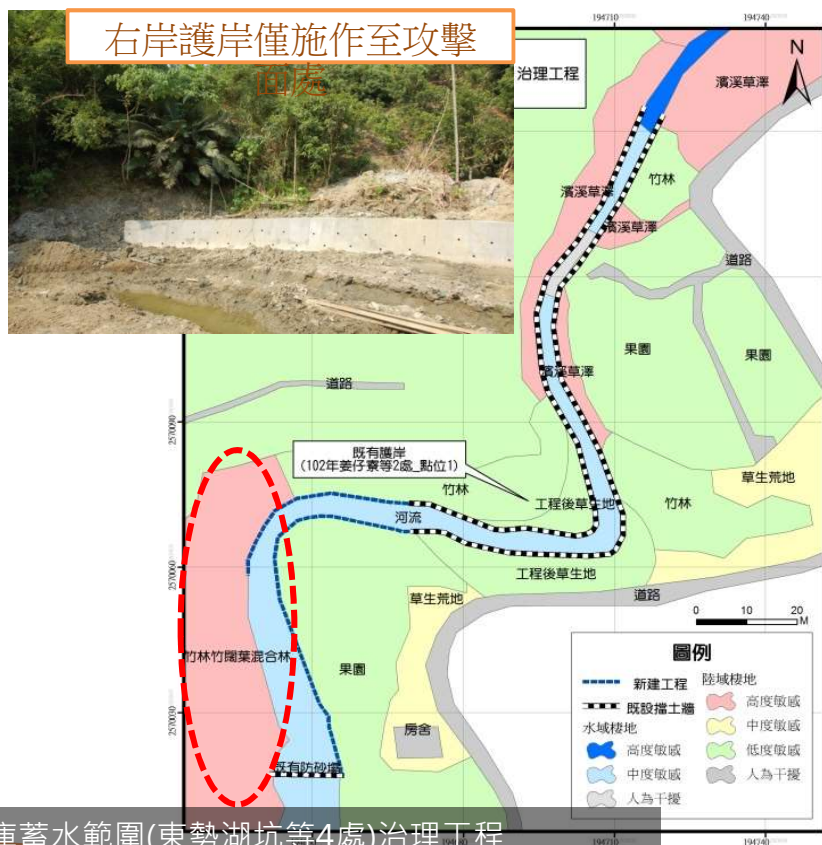 右岸護岸僅施作至攻擊
面處
治理工程
194710
194740
N
濱溪草澤
竹林
濱溪草澤
濱溪草澤
道路
果園
果園
濱溪草澤
道路
2570090
既有護岸
(102年姜仔寮等2處_點位1)
草生荒地
竹林
工程後草生地
竹林
河流
2570060
工程後草生地
草生荒地
道路
0 10 20
M
竹林竹闊葉混合林
果園
圖例
新建工程
既設擋土牆
水域棲地
高度敏感
中度敏感
人為干擾
陸域棲地
高度敏感
中度敏感
低度敏感
人為干擾
2570030
房舍
既有防砂壩
庫蓄水範圍(東勢湖坑等4處)治理工程
194710
194740